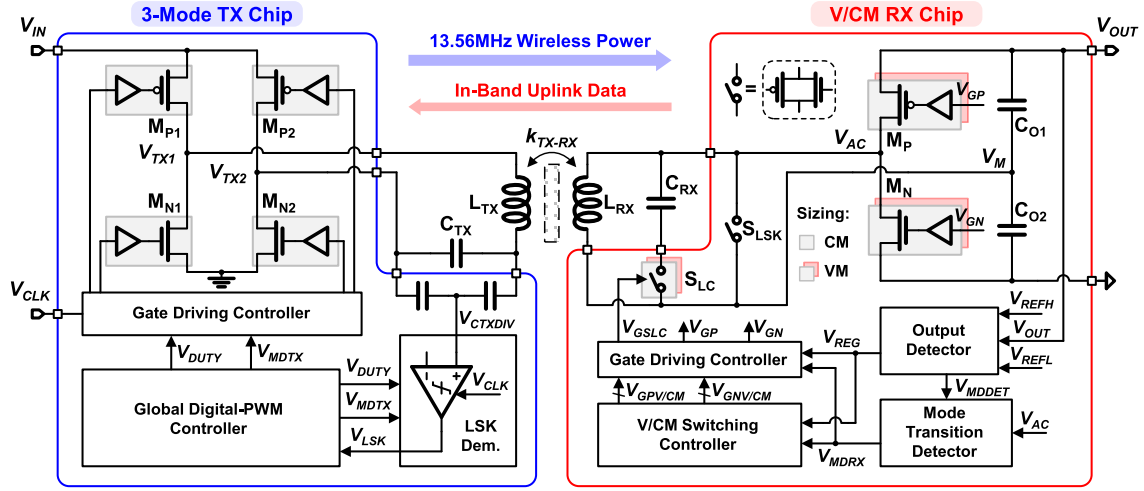 3-Mode TX Chip
V/CM RX Chip
V_IN
13.56MHz Wireless Power
In-Band Uplink Data
V_OUT
M_P1
M_P2
=
V_GP
M_P
C_O1
k_TX-RX
V_AC
V_M
V_TX1
V_TX2
M_N1
M_N2
L_TX
L_RX
C_RX
S_LSK
M_N
V_GN
C_O2
Sizing:
CM
VM
C_TX
S_LC
V_CLK
Gate Driving Controller
V_CTXDIV
V_GSLC
V_GP
V_GN
V_REFH
V_OUT
V_REFL
Output
Detector
V_REG
Gate Driving Controller
V_DUTY
V_MDTX
Global Digital-PWM
Controller
V_DUTY
V_MDTX
V_LSK
− +
V_CLK
LSK
Dem.
V_GPV/CM
V_GNV/CM
V/CM Switching
Controller
V_MDDET
Mode
Transition
Detector
V_AC
V_MDRX